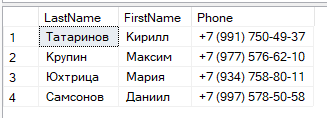 LastName FirstName Phone
1 Татаринов Кирилл +7 (991) 750-49-37
2 Крупин Максим +7 (977) 576-62-10
3 Юхтрица Мария +7 (934) 758-80-11
4 Самсонов Даниил +7 (997) 578-50-58